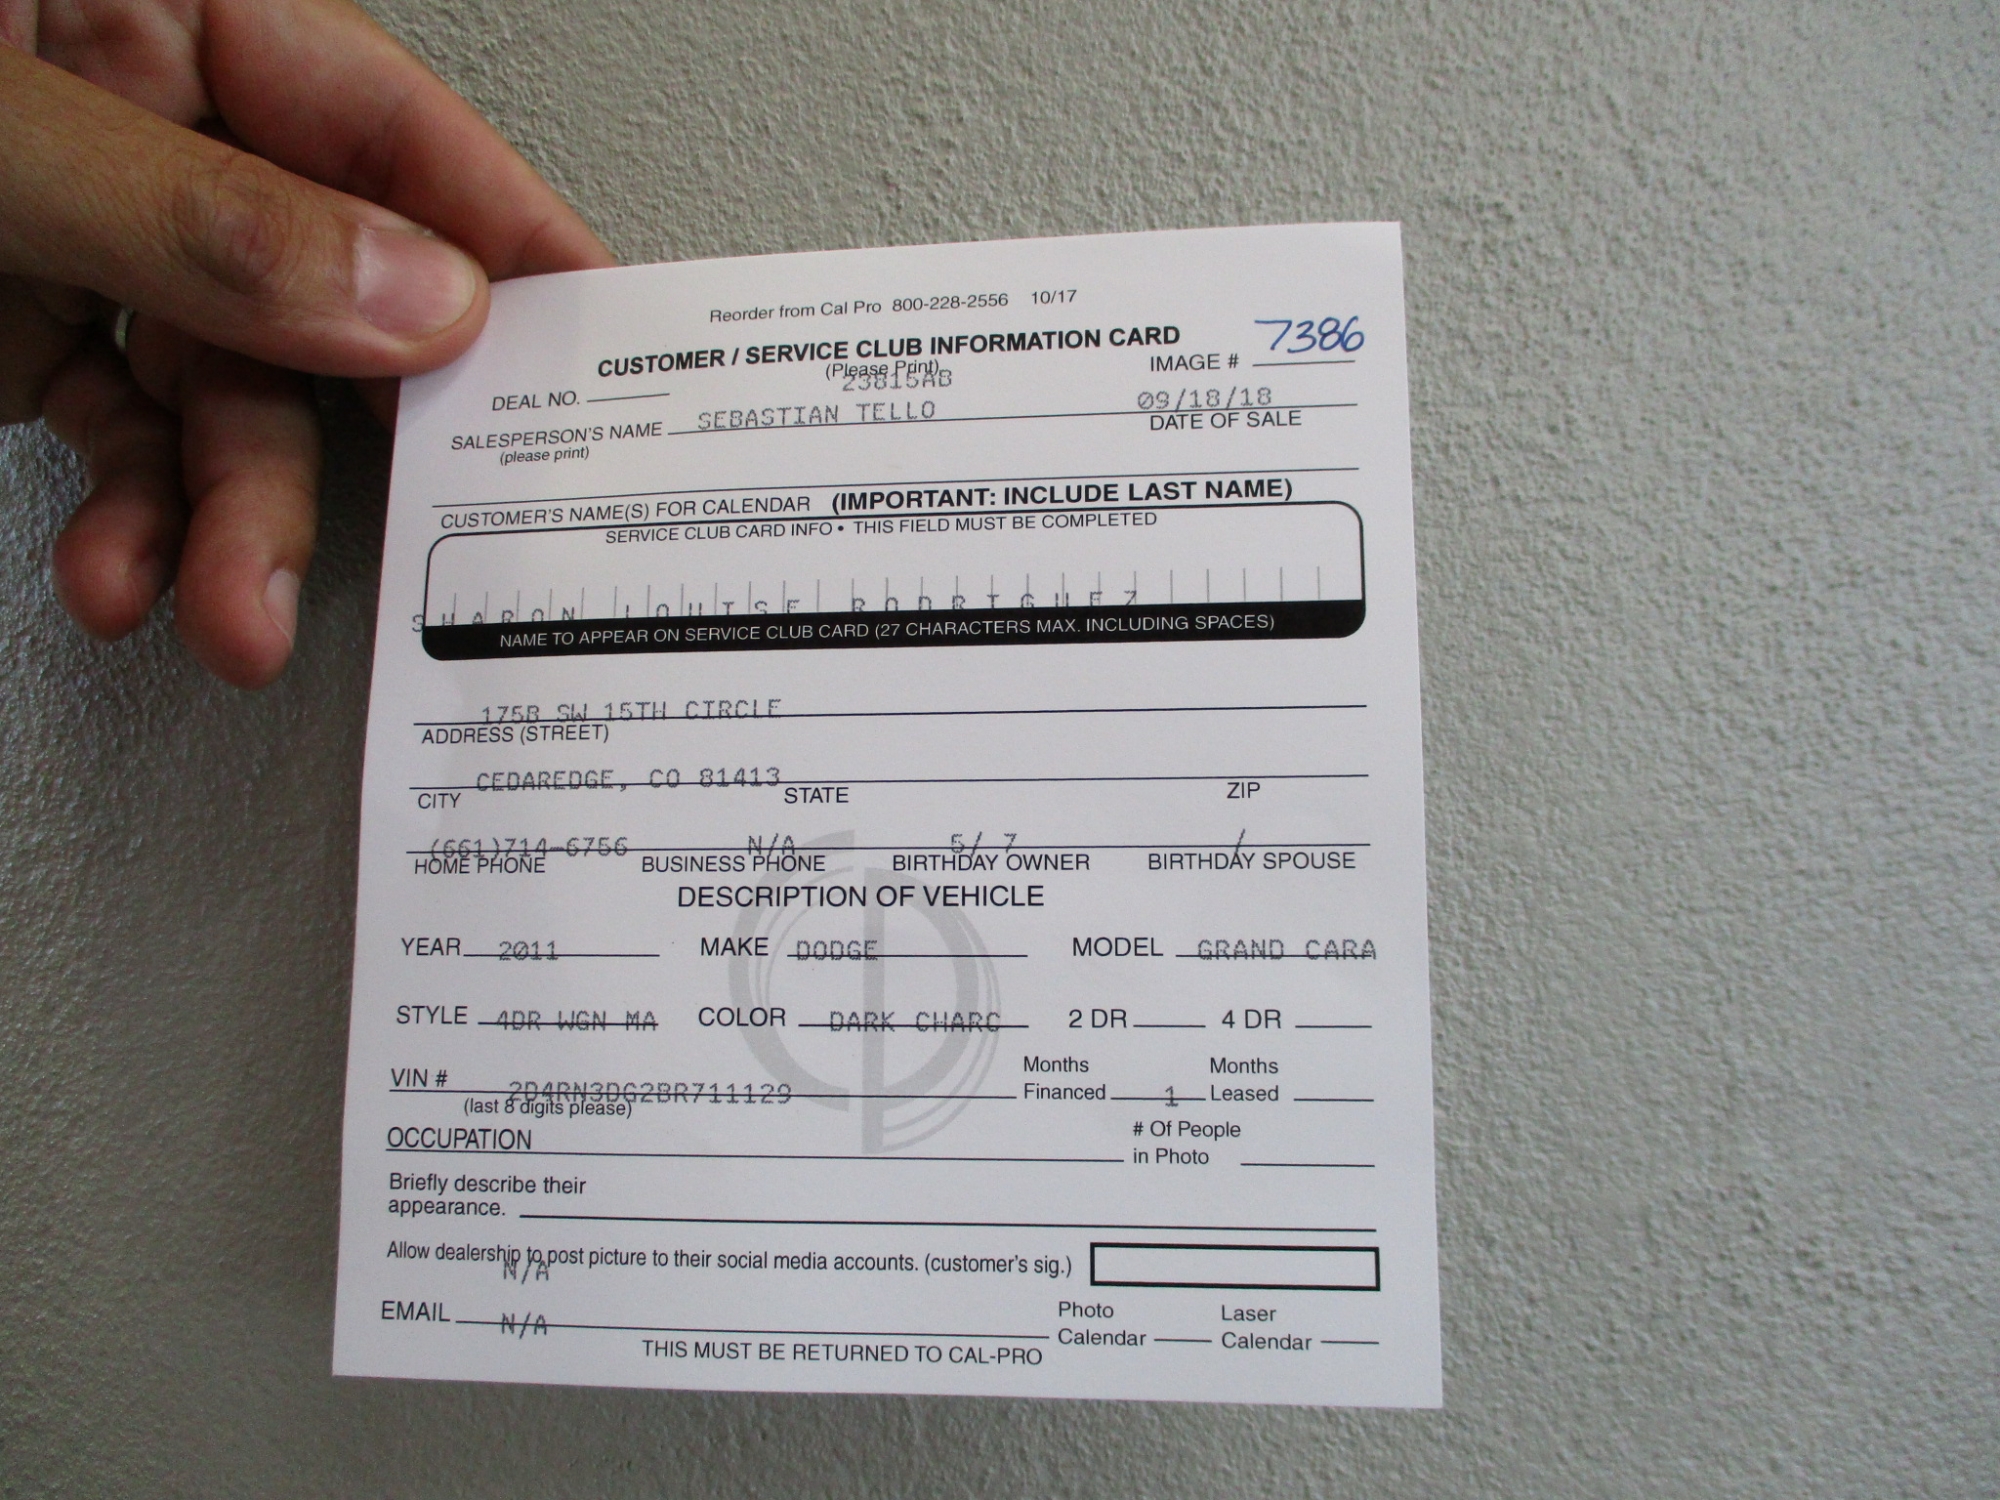 Reorder from Cal Pro 800-228-2556 10/17
CUSTOMER / SERVICE CLUB INFORMATION CARD
(Please Print)
IMAGE # 7386
DEAL NO. 23815AB
SALESPERSON'S NAME SEBASTIAN TELLO 09/18/18
(please print) DATE OF SALE
CUSTOMER'S NAME(S) FOR CALENDAR (IMPORTANT: INCLUDE LAST NAME)
SERVICE CLUB CARD INFO • THIS FIELD MUST BE COMPLETED
SHARON LOUISE RODRIGUEZ
NAME TO APPEAR ON SERVICE CLUB CARD (27 CHARACTERS MAX. INCLUDING SPACES)
175B SW 15TH CIRCLE
ADDRESS (STREET)
CEDAREDGE, CO 81413
CITY STATE ZIP
(661)714-6756 N/A 5/ 7 /
HOME PHONE BUSINESS PHONE BIRTHDAY OWNER BIRTHDAY SPOUSE
DESCRIPTION OF VEHICLE
YEAR 2011 MAKE DODGE MODEL GRAND CARA
STYLE 4DR WGN MA COLOR DARK CHARC 2 DR 4 DR
VIN # 2D4RN3DG2BR711129 Months Financed 1 Months Leased
(last 8 digits please)
OCCUPATION # Of People in Photo
Briefly describe their
appearance.
Allow dealership to post picture to their social media accounts. (customer's sig.)
N/A
EMAIL N/A Photo Calendar Laser Calendar
THIS MUST BE RETURNED TO CAL-PRO